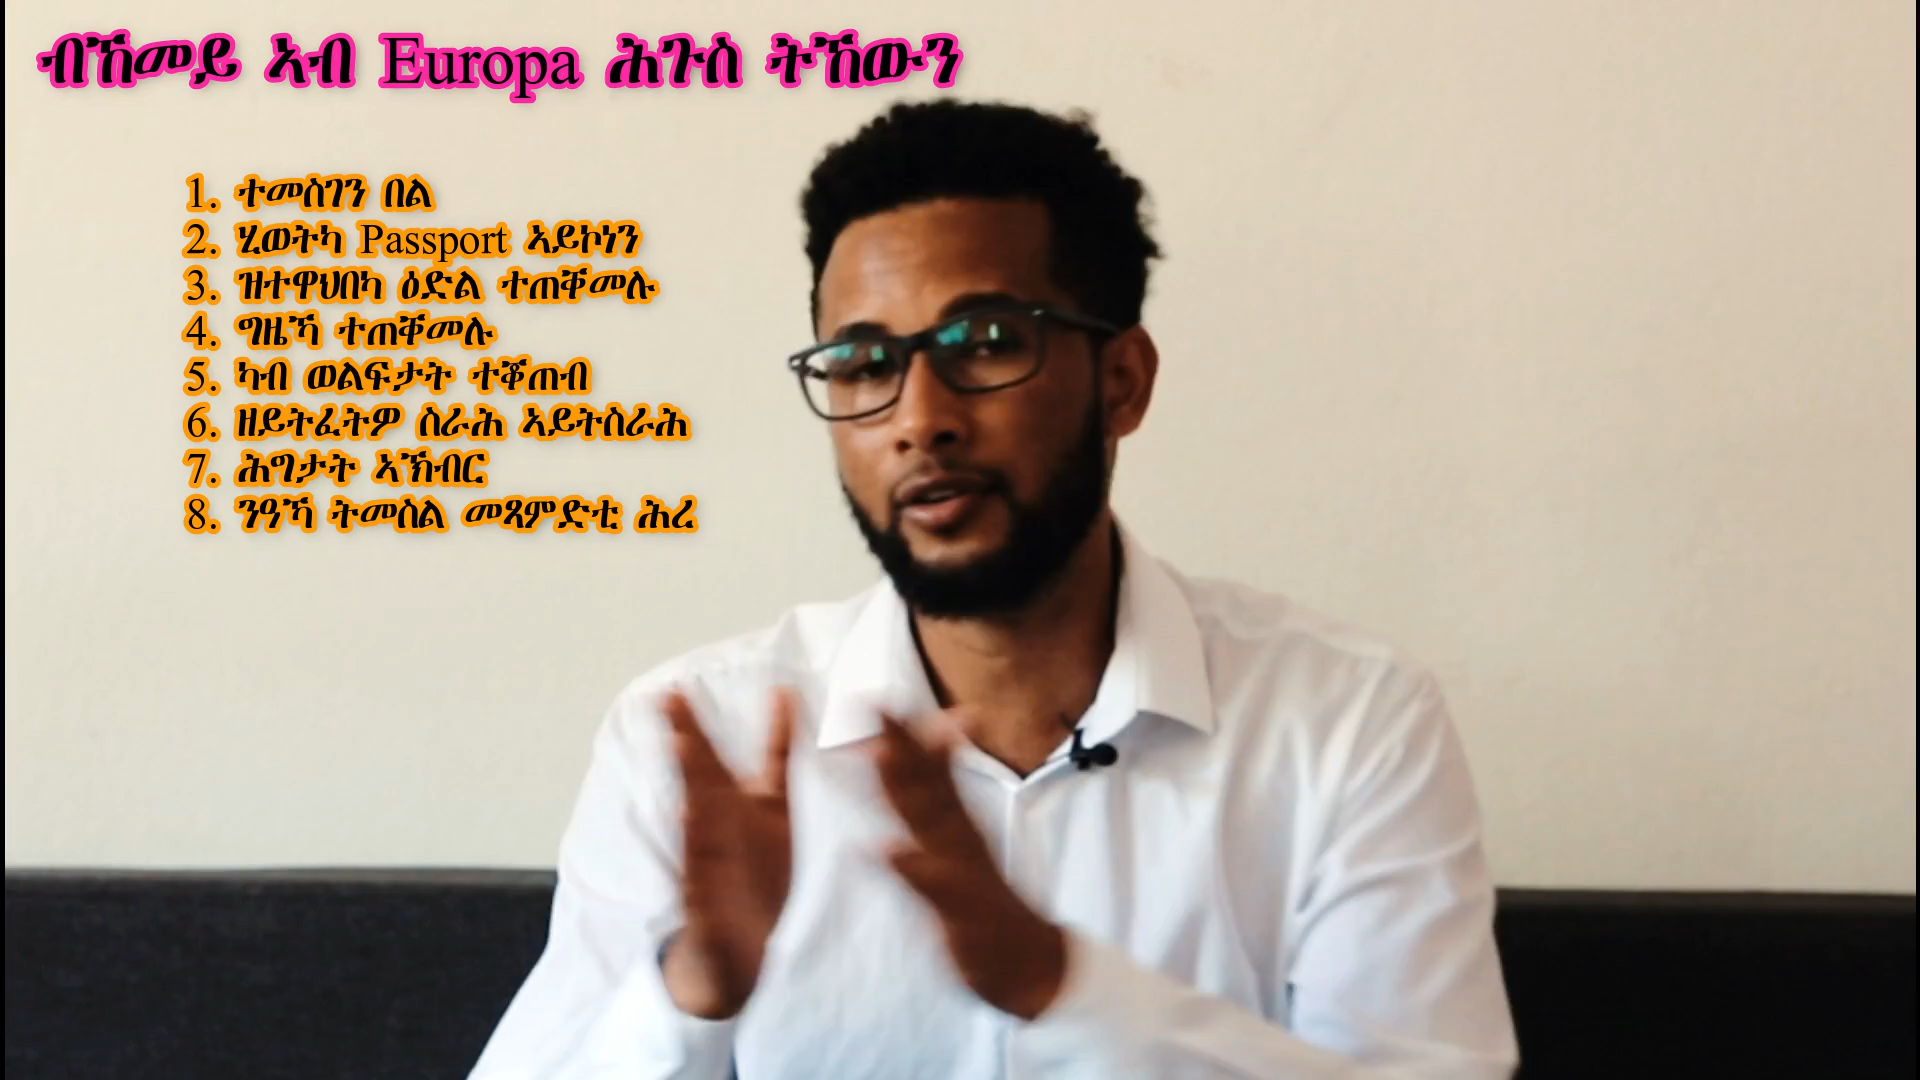 ብኸመይ ኣብ Europa ሕጉስ ትኸውን
1. ተመስገን በል
2. ሂወትካ Passport ኣይኮነን
3. ዝተዋህበካ ዕድል ተጠቐመሉ
4. ግዜኻ ተጠቐመሉ
5. ካብ ወልፍታት ተቖጠብ
6. ዘይትፈትዎ ስራሕ ኣይትስራሕ
7. ሕግታት ኣኽብር
8. ንዓኻ ትመስል መጻምድቲ ሕረ